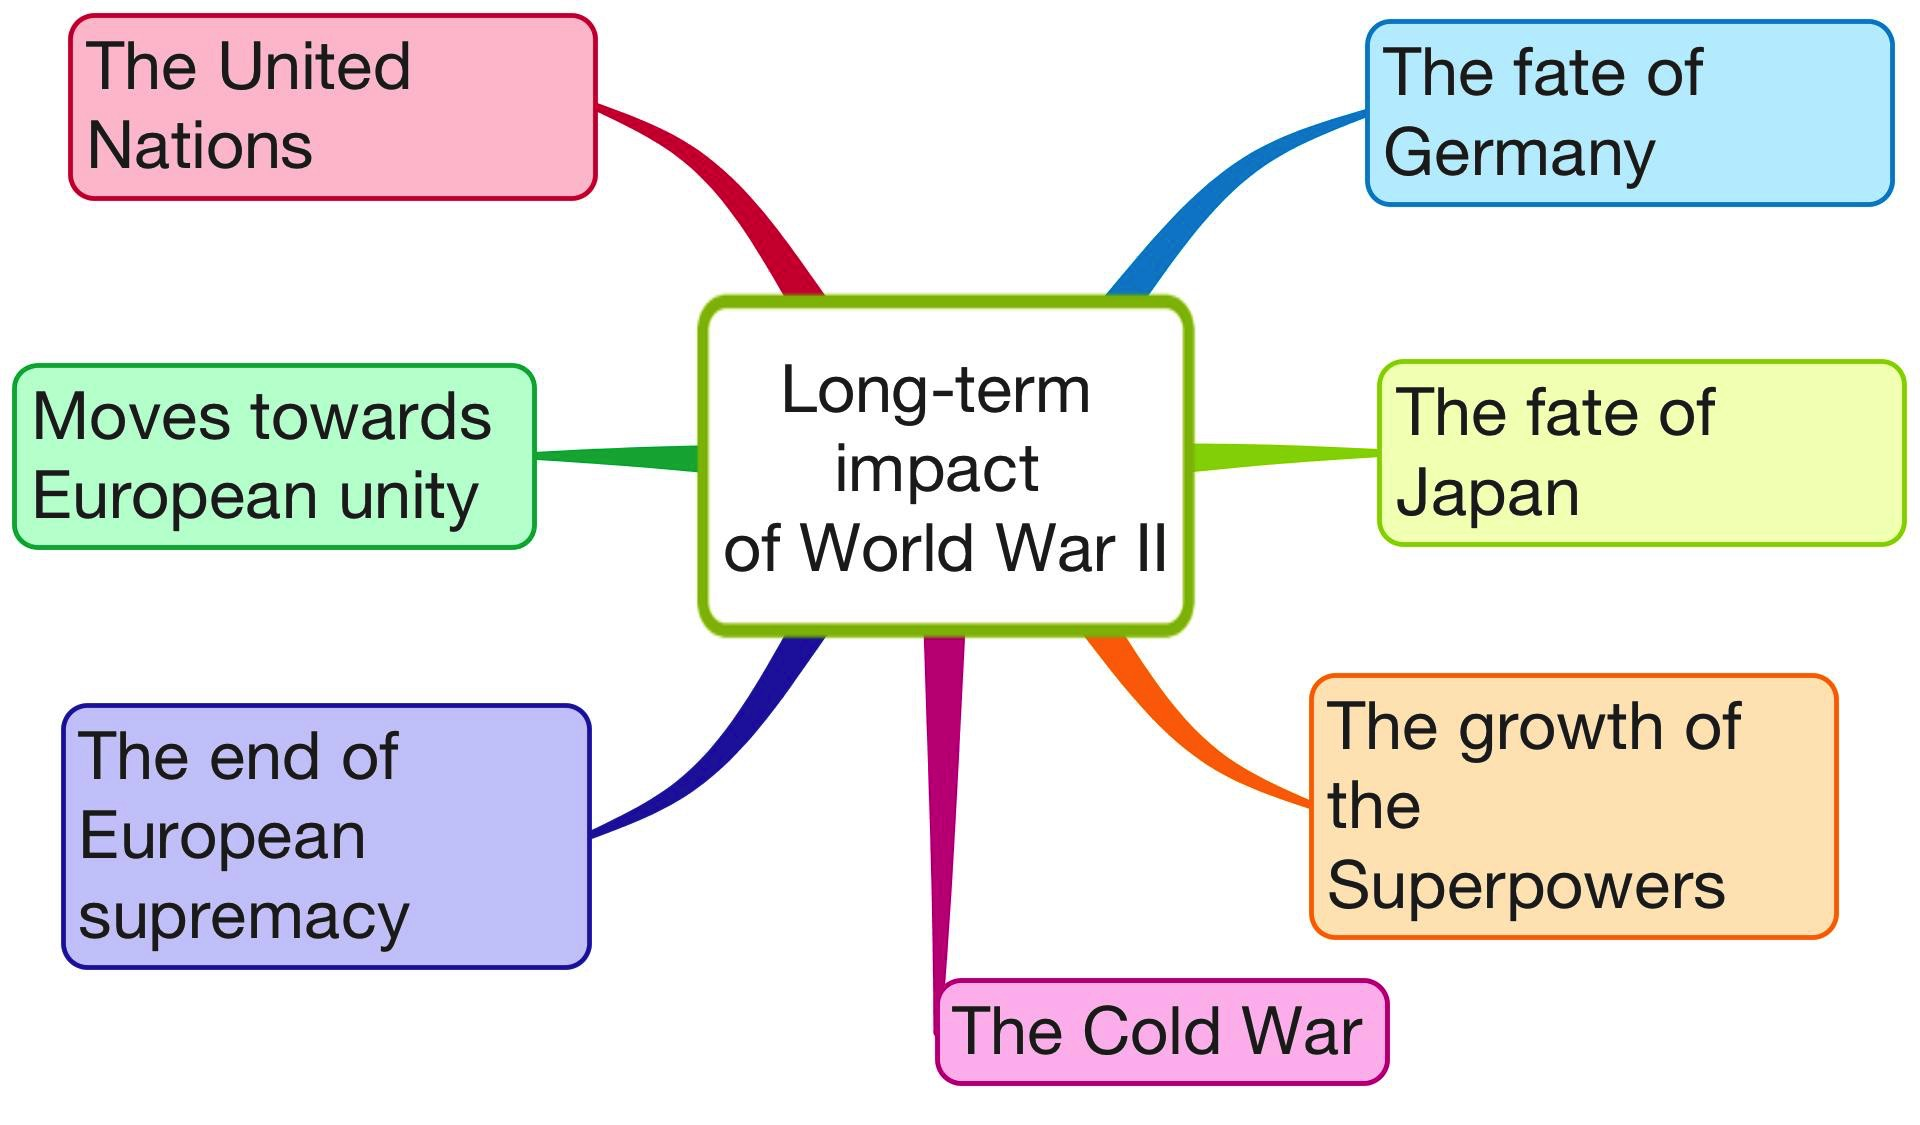 The United
Nations
The fate of
Germany
Long-term
impact
of World War II
Moves towards
European unity
The fate of
Japan
The end of
European
supremacy
The growth of
the
Superpowers
The Cold War